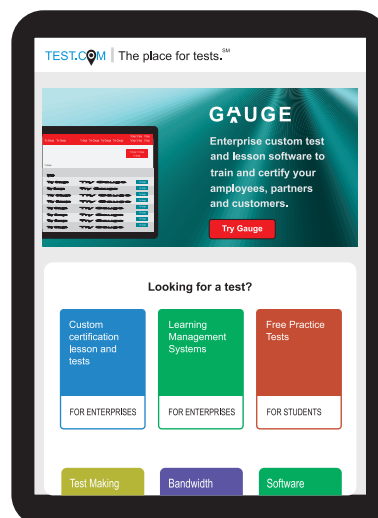 TEST.COM | The place for tests.℠
GAUGE
Enterprise custom test
and lesson software to
train and certify your
amployees, partners
and customers.
Try Gauge
Looking for a test?
Custom
certification
lesson and
tests
FOR ENTERPRISES
Learning
Management
Systems
FOR ENTERPRISES
Free Practice
Tests
FOR STUDENTS
Test Making
Bandwidth
Software